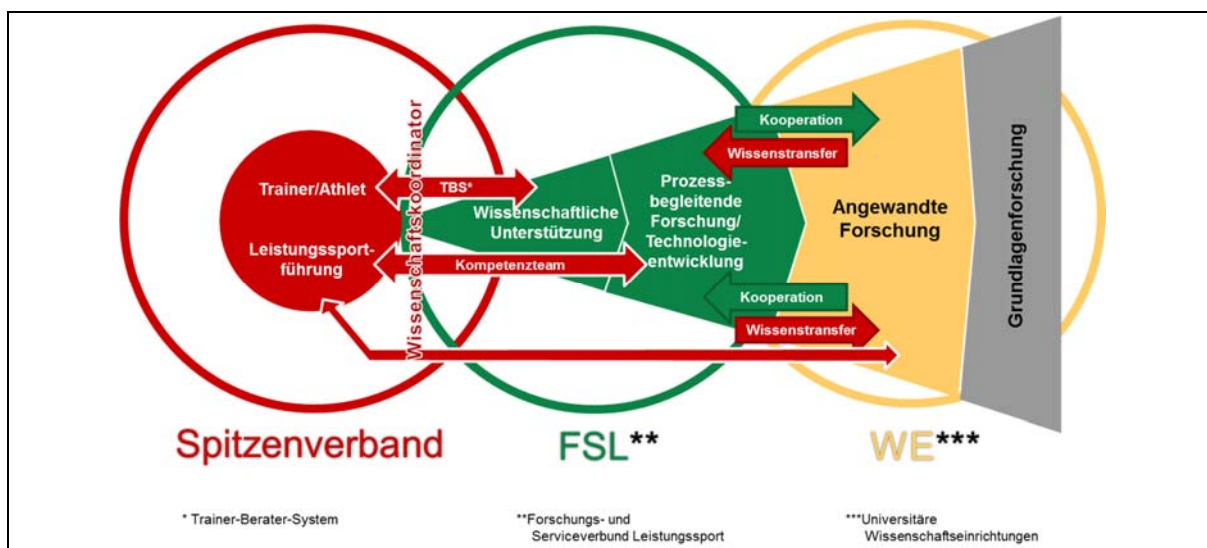 Wissenschaftskoordinator
Trainer/Athlet
Leistungssport-
führung
TBS*
Kompetenzteam
Wissenschaftliche
Unterstützung
Prozess-
begleitende
Forschung/
Technologie-
entwicklung
Kooperation
Wissenstransfer
Kooperation
Wissenstransfer
Angewandte
Forschung
Grundlagenforschung
Spitzenverband
FSL**
WE***
* Trainer-Berater-System
**Forschungs- und
Serviceverbund Leistungssport
***Universitäre
Wissenschaftseinrichtungen